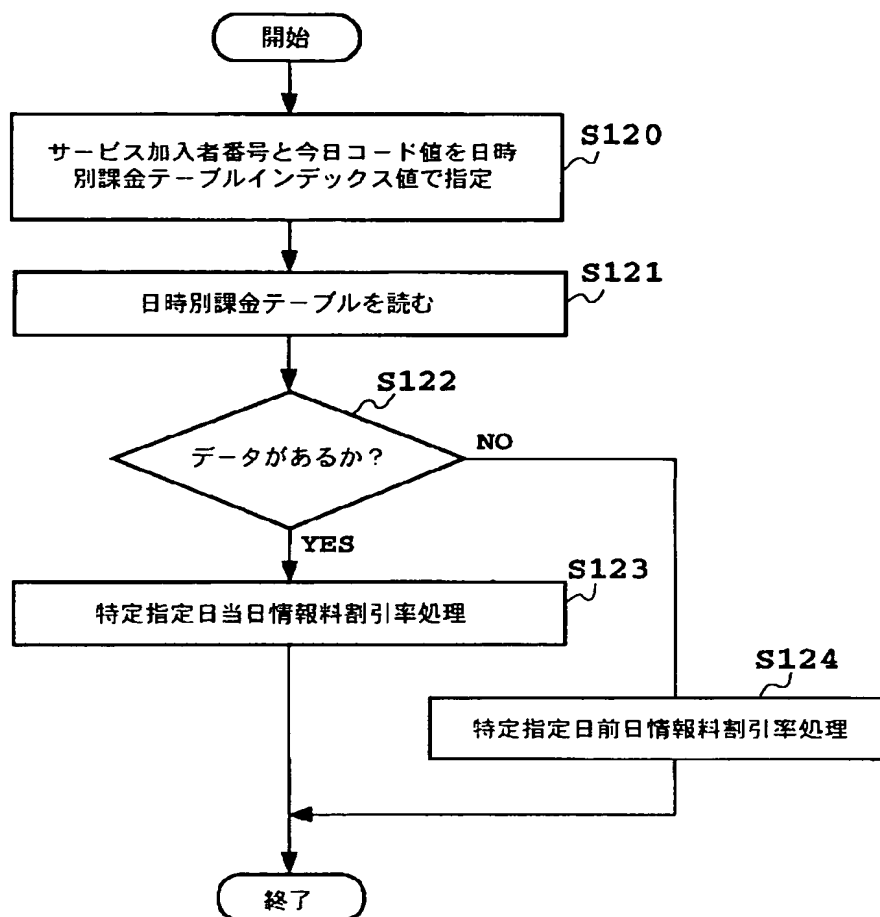 開始
S120
サービス加入者番号と今日コード値を日時
別課金テーブルインデックス値で指定
S121
日時別課金テーブルを読む
S122
データがあるか？
NO
YES
S123
特定指定日当日情報料割引率処理
S124
特定指定日前日情報料割引率処理
終了